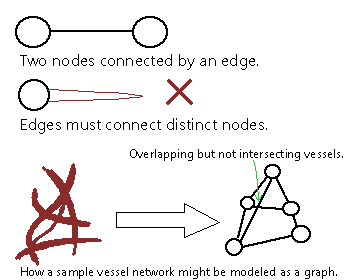 Two nodes connected by an edge.
Edges must connect distinct nodes.
Overlapping but not intersecting vessels.
How a sample vessel network might be modeled as a graph.